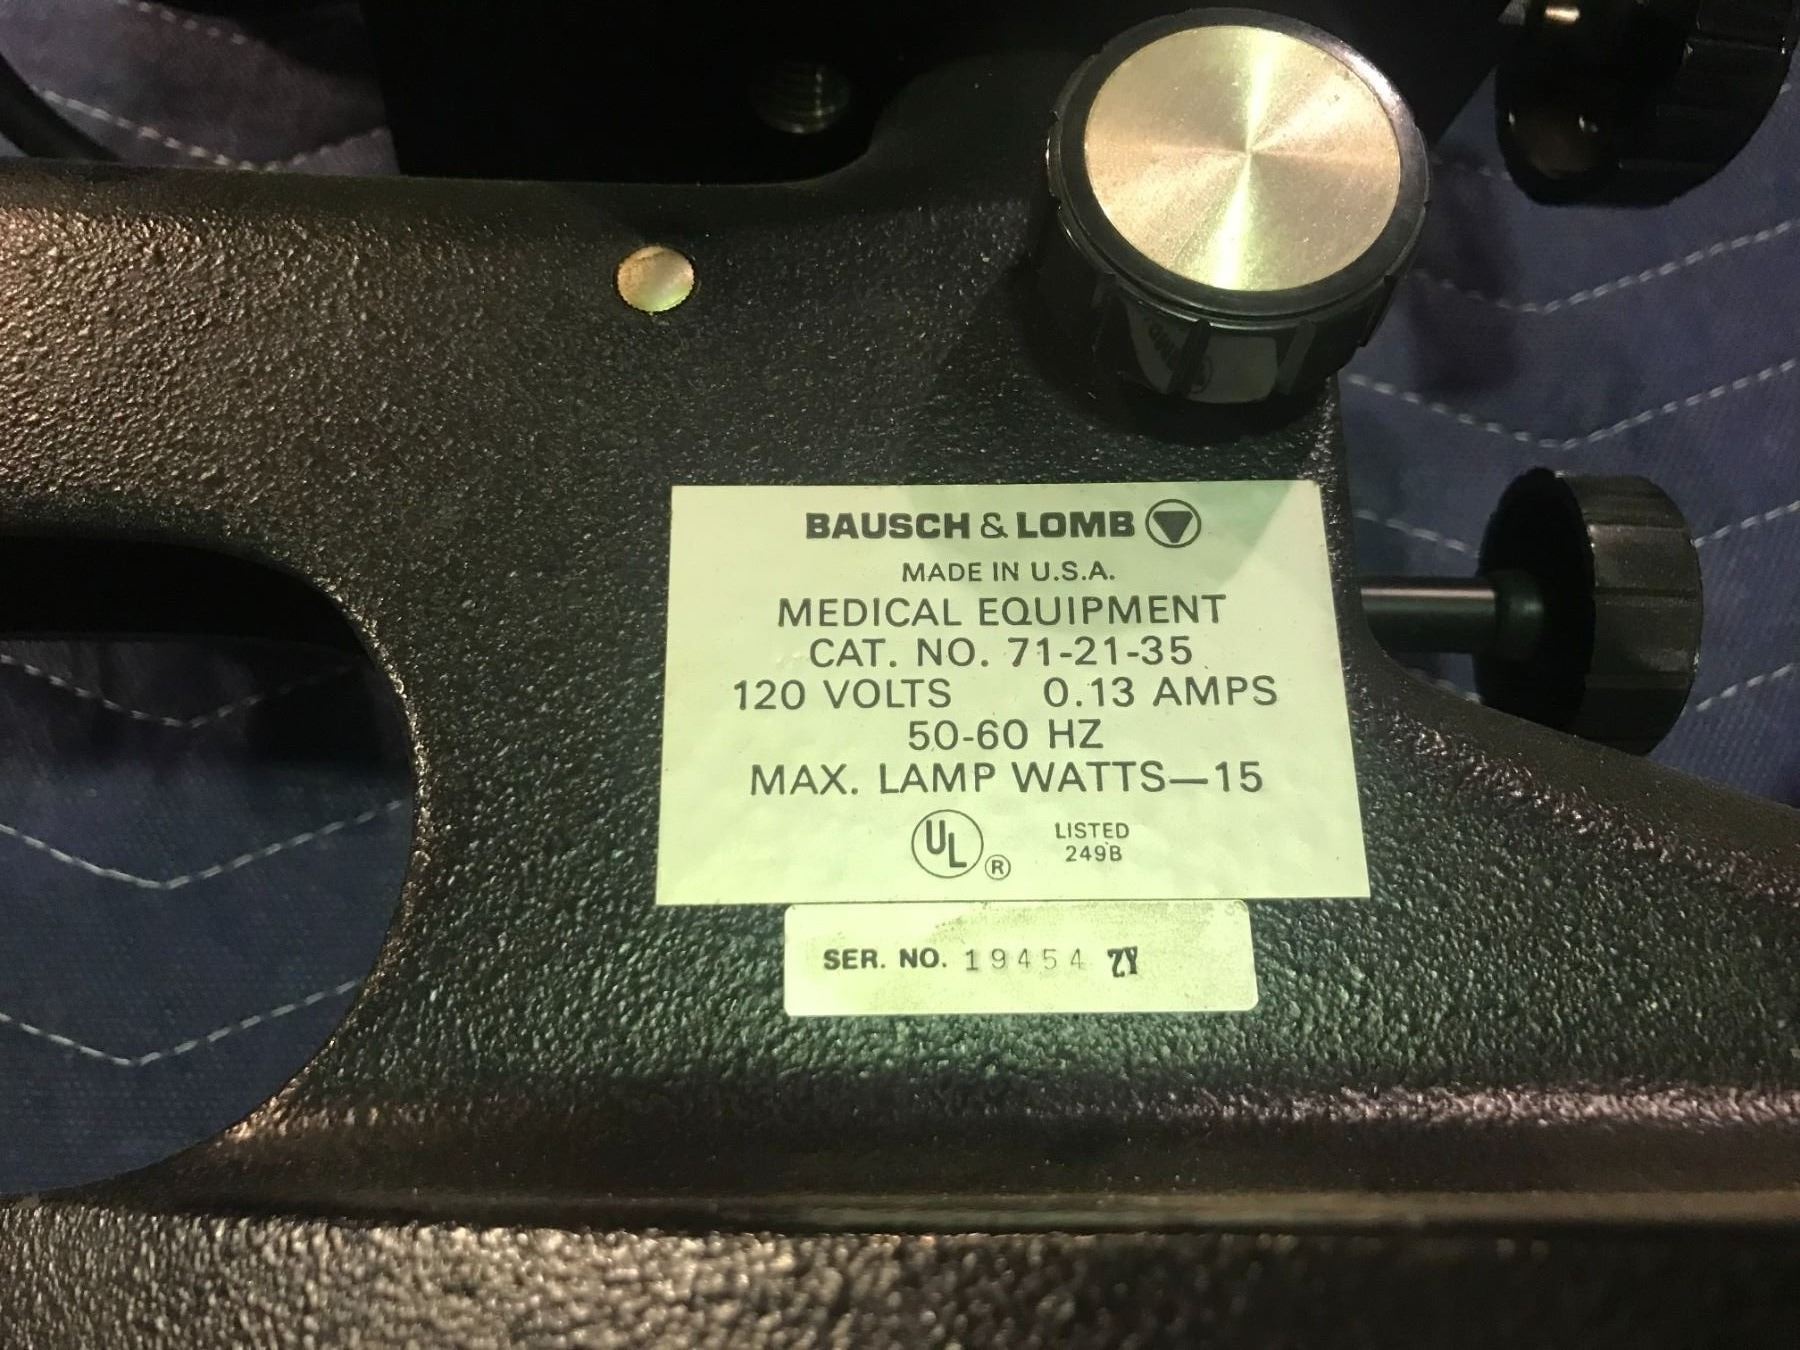 BAUSCH & LOMB
MADE IN U.S.A.
MEDICAL EQUIPMENT
CAT. NO. 71-21-35
120 VOLTS 0.13 AMPS
50-60 HZ
MAX. LAMP WATTS—15
UL ® LISTED
249B
SER. NO. 19454 ZY